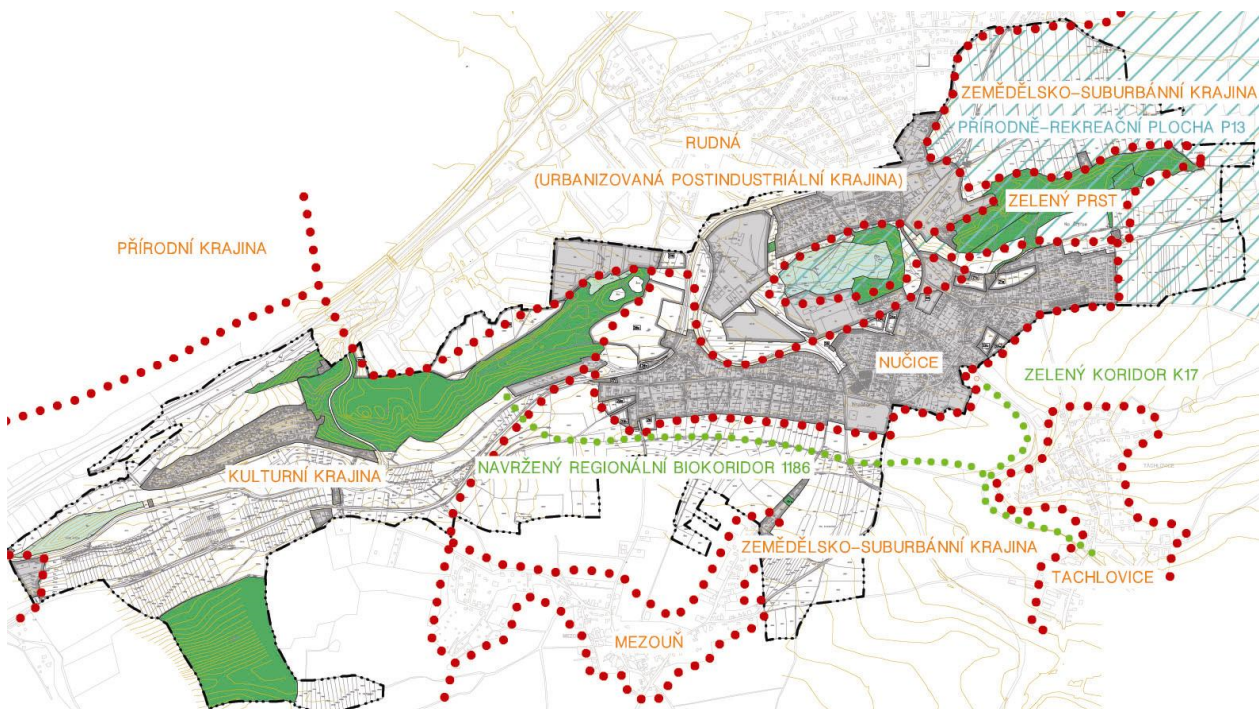 ZEMĚDĚLSKO-SUBURBÁNNÍ KRAJINA
PŘÍRODNĚ-REKREAČNÍ PLOCHA P13
RUDNÁ
(URBANIZOVANÁ POSTINDUSTRIÁLNÍ KRAJINA)
ZELENÝ PRST
PŘÍRODNÍ KRAJINA
NUČICE
ZELENÝ KORIDOR K17
NAVRŽENÝ REGIONÁLNÍ BIOKORIDOR 1186
KULTURNÍ KRAJINA
TACHLOVICE
ZEMĚDĚLSKO-SUBURBÁNNÍ KRAJINA
TACHLOVICE
MEZOUŇ